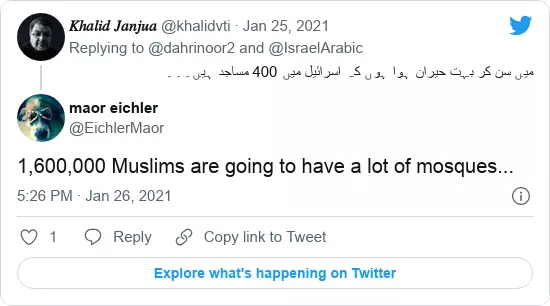 Khalid Janjua @khalidvti · Jan 25, 2021
Replying to @dahrinoor2 and @IsraelArabic
میں سن کر بہت حیران ہوا ہوں کہ اسرائیل میں 400 مساجد ہیں۔۔۔
maor eichler
@EichlerMaor
1,600,000 Muslims are going to have a lot of mosques...
5:26 PM · Jan 26, 2021
1 Reply Copy link to Tweet
Explore what's happening on Twitter